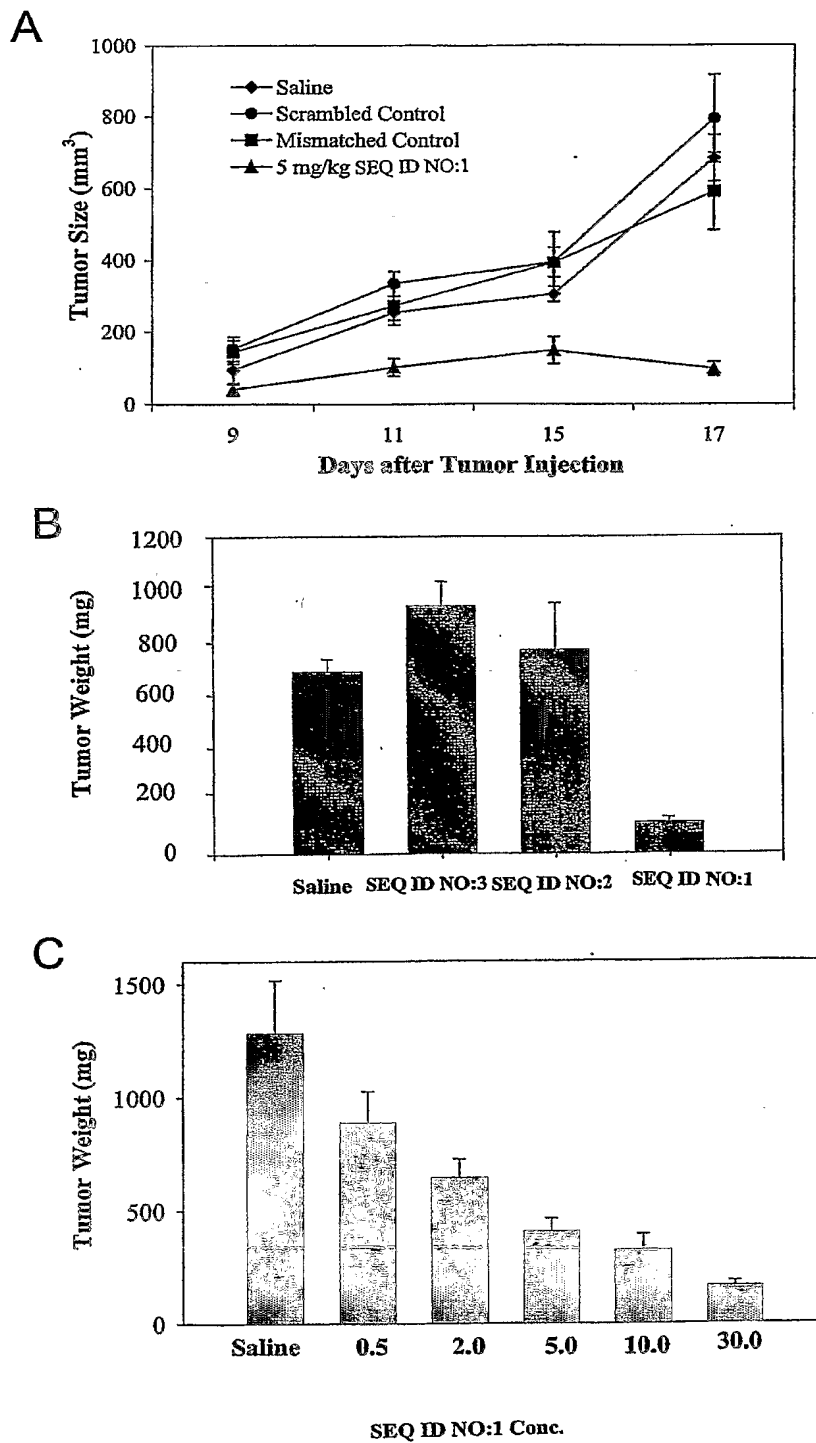 A
1000
800
600
400
200
0
Tumor Size (mm³)
Saline
Scrambled Control
Mismatched Control
5 mg/kg SEQ ID NO:1
9 11 15 17
Days after Tumor Injection
B
1200
1000
800
600
400
200
0
Tumor Weight (mg)
Saline SEQ ID NO:3 SEQ ID NO:2 SEQ ID NO:1
C
1500
1000
500
0
Tumor Weight (mg)
Saline 0.5 2.0 5.0 10.0 30.0
SEQ ID NO:1 Conc.